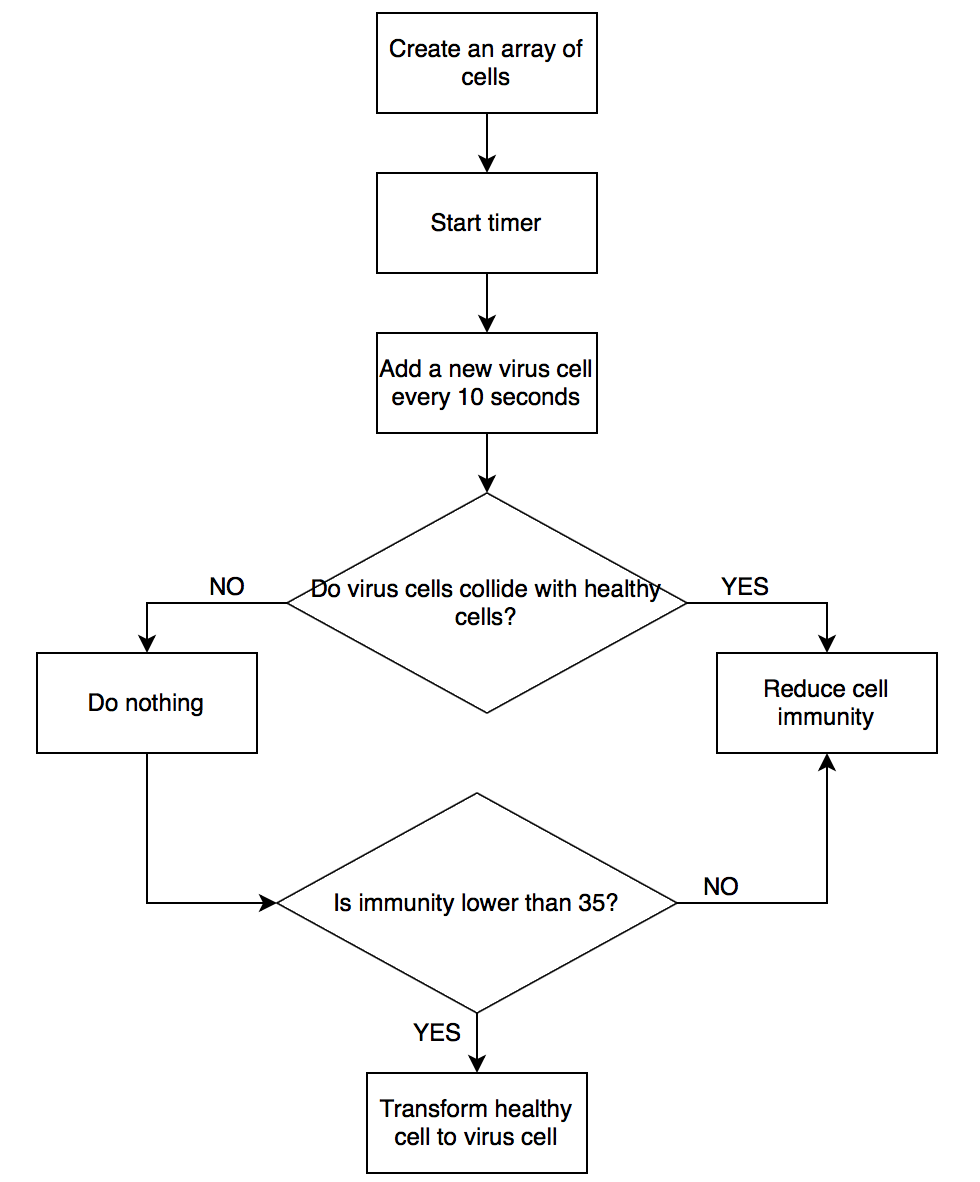 Create an array of
cells
Start timer
Add a new virus cell
every 10 seconds
Do virus cells collide with healthy
cells?
NO
YES
Do nothing
Reduce cell
immunity
Is immunity lower than 35?
NO
YES
Transform healthy
cell to virus cell